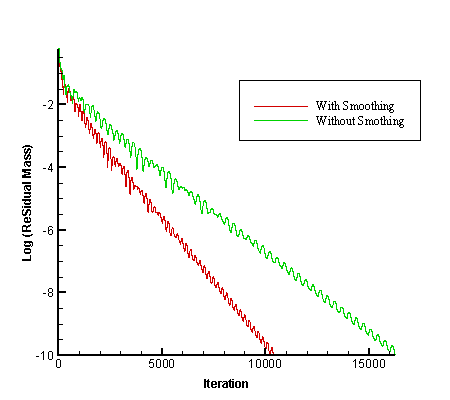 With Smoothing
Without Smothing
-2
-4
-6
-8
-10
0
5000
10000
15000
Log (ReSidual Mass)
Iteration